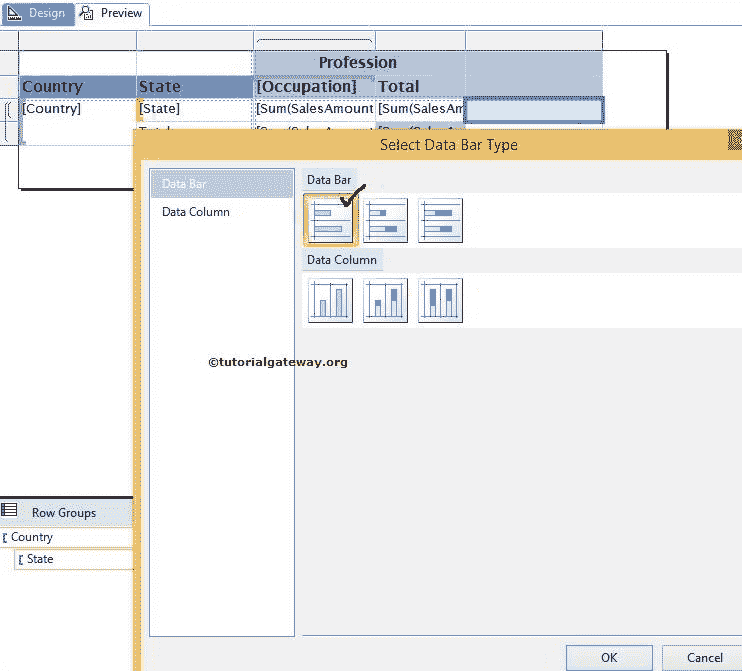 Design Preview
Profession
Country State [Occupation] Total
[Country] [State] [Sum(SalesAmount [Sum(SalesAm
Select Data Bar Type
Data Bar
Data Column
Data Bar
Data Column
©tutorialgateway.org
Row Groups
Country
State
OK Cancel